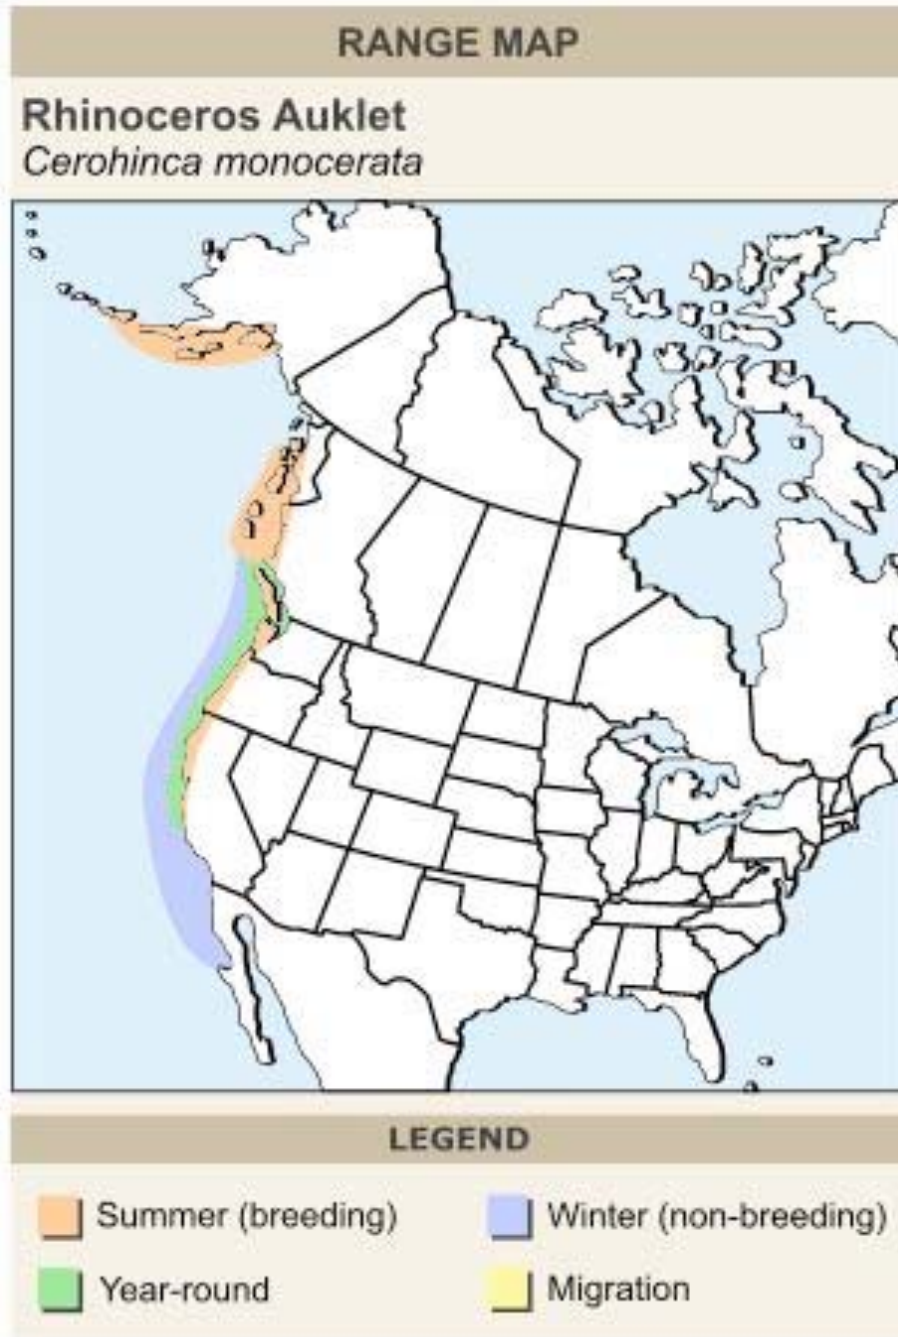 RANGE MAP
Rhinoceros Auklet
Cerohinca monocerata
LEGEND
Summer (breeding)
Winter (non-breeding)
Year-round
Migration